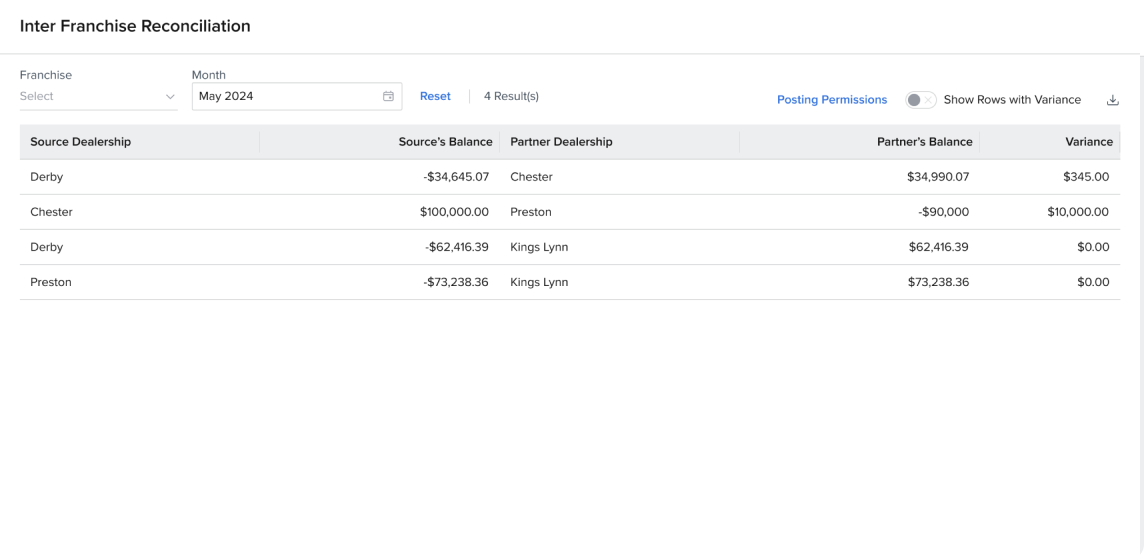 Inter Franchise Reconciliation
Franchise
Month
Select
May 2024
Reset
4 Result(s)
Posting Permissions
Show Rows with Variance
Source Dealership Source's Balance Partner Dealership Partner's Balance Variance
Derby -$34,645.07 Chester $34,990.07 $345.00
Chester $100,000.00 Preston -$90,000 $10,000.00
Derby -$62,416.39 Kings Lynn $62,416.39 $0.00
Preston -$73,238.36 Kings Lynn $73,238.36 $0.00